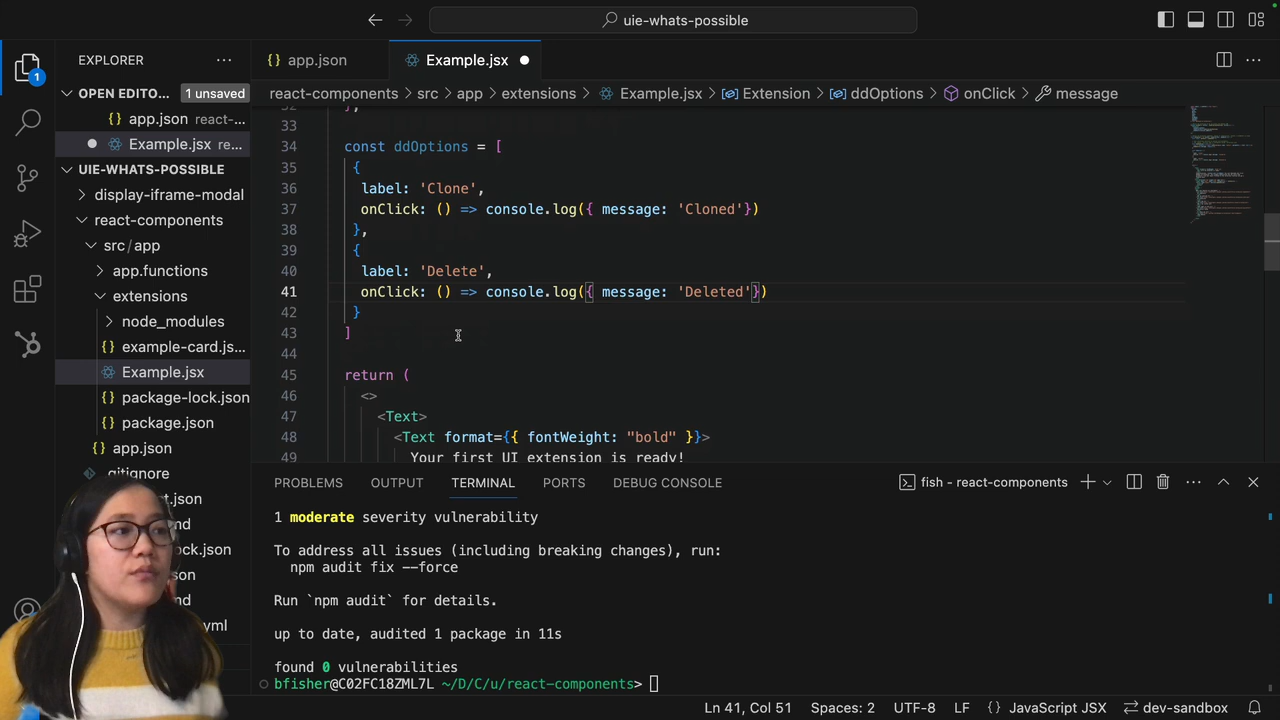 uie-whats-possible
EXPLORER
OPEN EDITO...
1 unsaved
app.json react-...
Example.jsx re...
UIE-WHATS-POSSIBLE
display-iframe-modal
react-components
src/app
app.functions
extensions
node_modules
example-card.js...
Example.jsx
package-lock.json
package.json
app.json
.gitignore
1
app.json
Example.jsx
react-components > src > app > extensions > Example.jsx > Extension > ddOptions > onClick > message
33
34 const ddOptions = [
35 {
36 label: 'Clone',
37 onClick: () => console.log({ message: 'Cloned'})
38 },
39 {
40 label: 'Delete',
41 onClick: () => console.log({ message: 'Deleted'})
42 }
43 ]
44
45 return (
46 <>
47 <Text>
48 <Text format={{ fontWeight: "bold" }}>
49 Your first UI extension is ready!
PROBLEMS OUTPUT TERMINAL PORTS DEBUG CONSOLE
fish - react-components
1 moderate severity vulnerability
To address all issues (including breaking changes), run:
npm audit fix --force
Run `npm audit` for details.
up to date, audited 1 package in 11s
found 0 vulnerabilities
bfisher@C02FC18ZML7L ~/D/C/u/react-components>
Ln 41, Col 51 Spaces: 2 UTF-8 LF {} JavaScript JSX dev-sandbox